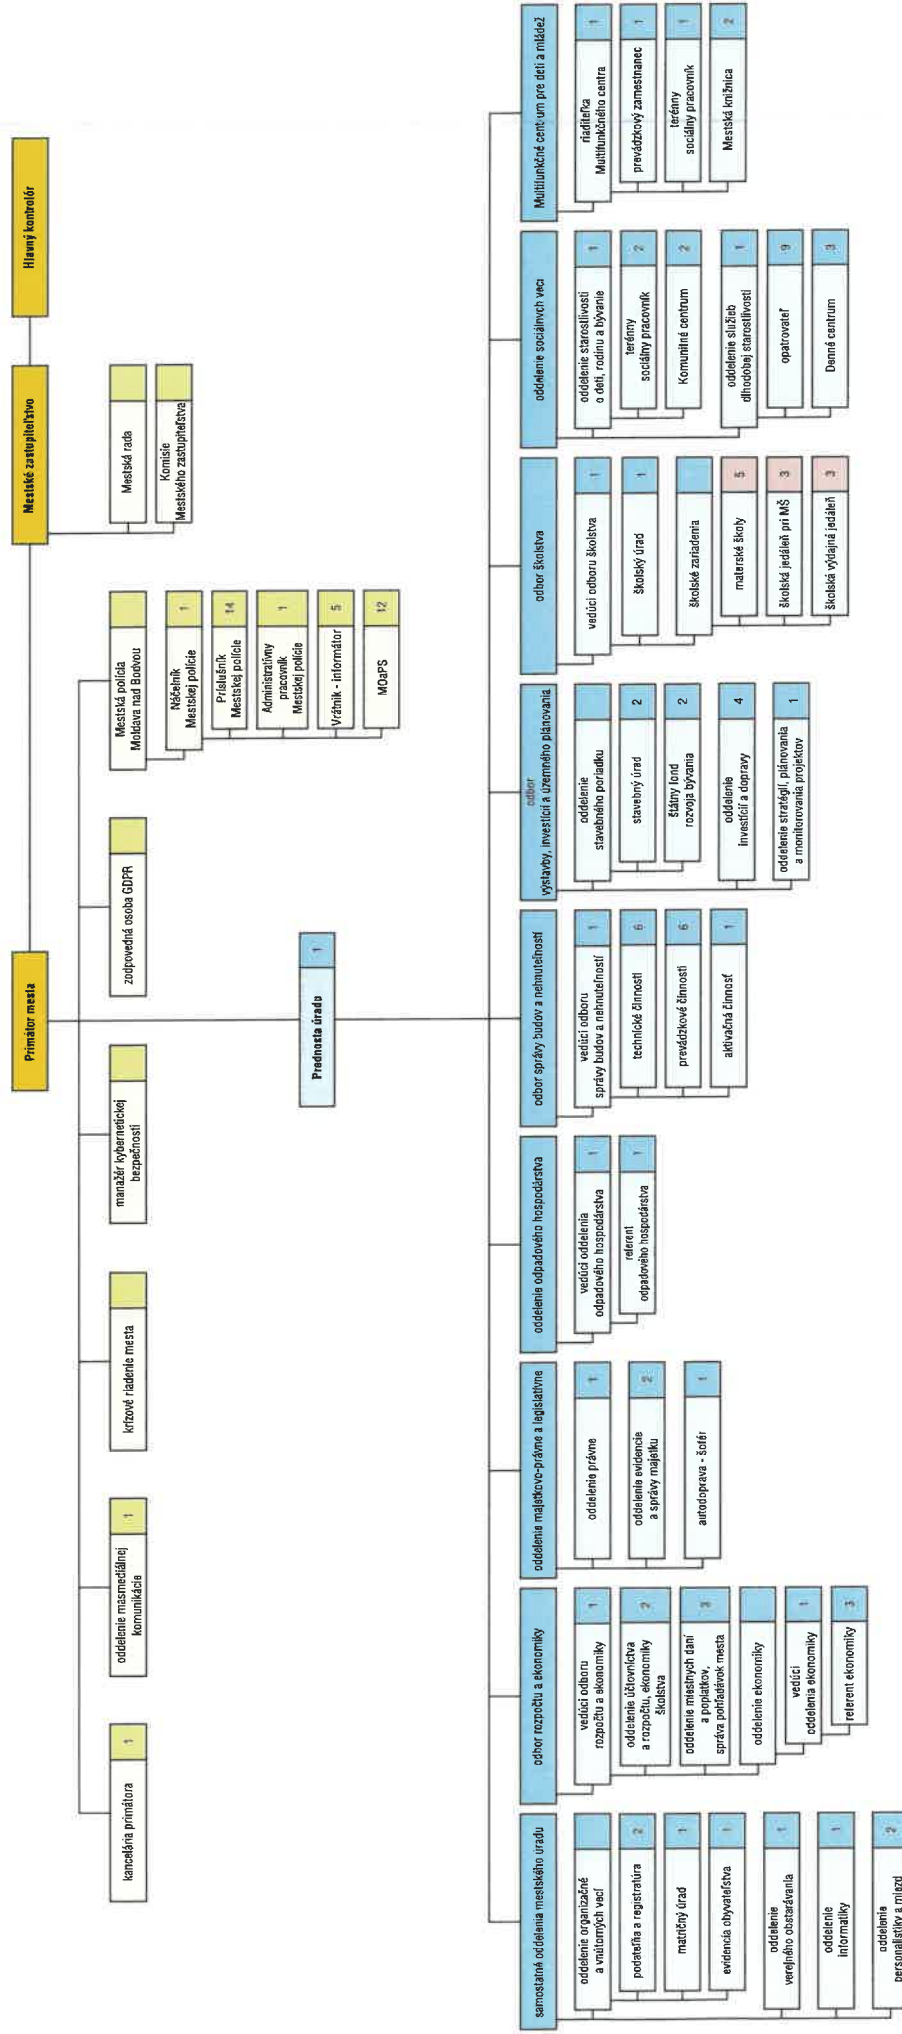 Primátor mesta
Mestské zastupiteľstvo
Hlavný kontrolór
Mestská rada
Komisie
Mestského zastupiteľstva
kancelária primátora
1
oddelenie masmediálnej
komunikácie
1
krízové riadenie mesta
manažér kybernetickej
bezpečnosti
zodpovedná osoba GDPR
Mestská polícia
Moldava nad Bodvou
Náčelník
Mestskej polície
1
Príslušník
Mestskej polície
14
Administratívny
pracovník
Mestskej polície
1
Vrátnik - informátor
5
MOaPS
12
Prednosta úradu
1
samostatné oddelenia mestského úradu
oddelenie organizačné
a vnútorných vecí
podateľňa a registratúra
2
matričný úrad
1
evidencia obyvateľstva
1
oddelenie
verejného obstarávania
1
oddelenie
informatiky
1
oddelenie
personalistiky a miezd
2
odbor rozpočtu a ekonomiky
vedúci odboru
rozpočtu a ekonomiky
1
oddelenie účtovníctva
a rozpočtu, ekonomiky
školstva
2
oddelenie miestnych daní
a poplatkov,
správa pohľadávok mesta
3
oddelenie ekonomiky
vedúci
oddelenia ekonomiky
1
referent ekonomiky
3
oddelenie majetkovo-právne a legislatívne
oddelenie právne
1
oddelenie evidencie
a správy majetku
2
autodoprava - šofér
1
oddelenie odpadového hospodárstva
vedúci oddelenia
odpadového hospodárstva
1
referent
odpadového hospodárstva
1
odbor správy budov a nehnuteľností
vedúci odboru
správy budov a nehnuteľností
1
technické činnosti
6
prevádzkové činnosti
6
aktivačná činnosť
1
odbor
výstavby, investícií a územného plánovania
oddelenie
stavebného poriadku
stavebný úrad
2
štátny fond
rozvoja bývania
2
oddelenie
investícií a dopravy
4
oddelenie stratégií, plánovania
a monitorovania projektov
1
odbor školstva
vedúci odboru školstva
1
školský úrad
1
školské zariadenia
materské školy
5
školská jedáleň pri MŠ
3
školská výdajná jedáleň
3
oddelenie sociálnych vecí
oddelenie starostlivosti
o deti, rodinu a bývanie
1
terénny
sociálny pracovník
2
Komunitné centrum
2
oddelenie služieb
dlhodobej starostlivosti
1
opatrovateľ
9
Denné centrum
3
Multifunkčné centrum pre deti a mládež
riaditeľka
Multifunkčného centra
1
prevádzkový zamestnanec
1
terénny
sociálny pracovník
1
Mestská knižnica
2